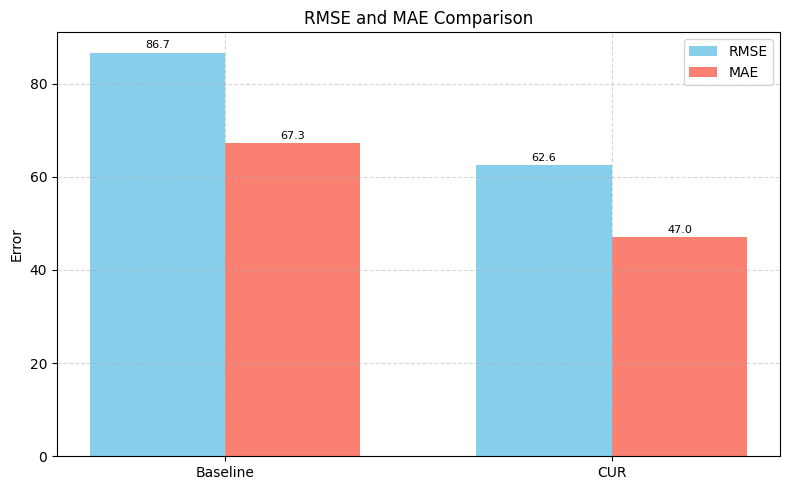 RMSE and MAE Comparison
86.7
67.3
62.6
47.0
RMSE
MAE
Error
80
60
40
20
0
Baseline
CUR